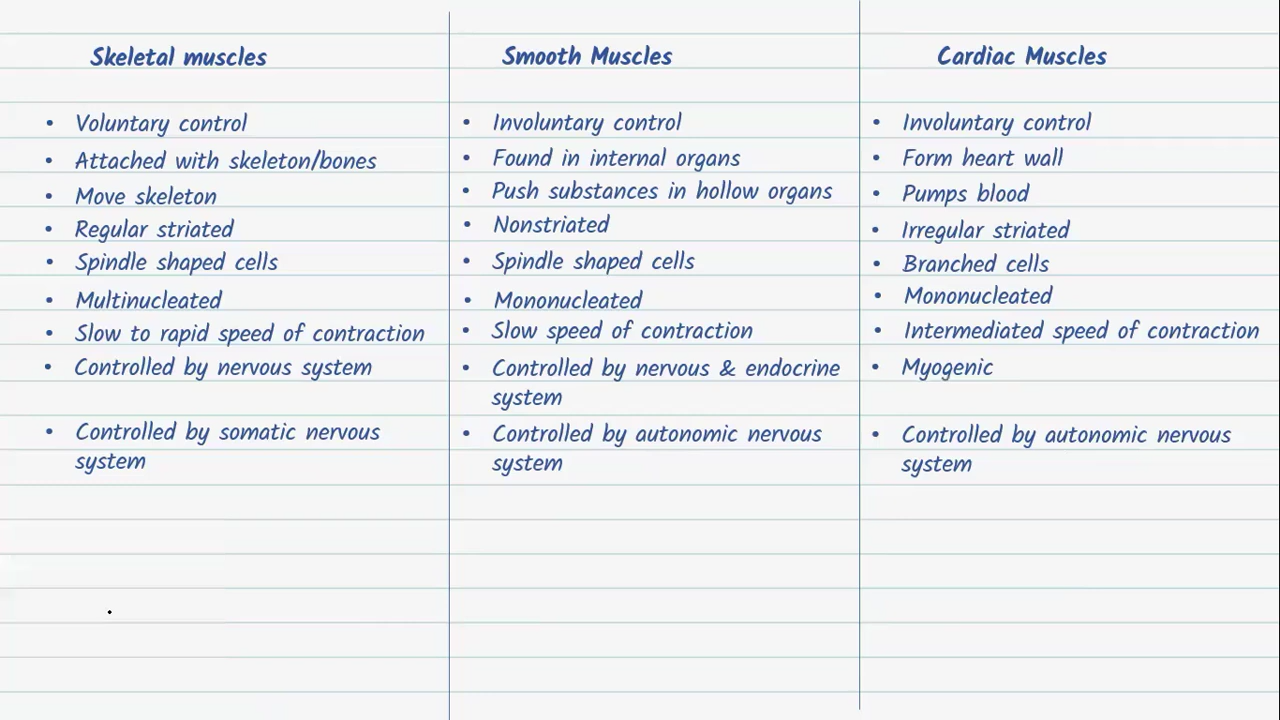 Skeletal muscles
• Voluntary control
• Attached with skeleton/bones
• Move skeleton
• Regular striated
• Spindle shaped cells
• Multinucleated
• Slow to rapid speed of contraction
• Controlled by nervous system
• Controlled by somatic nervous
system
Smooth Muscles
• Involuntary control
• Found in internal organs
• Push substances in hollow organs
• Nonstriated
• Spindle shaped cells
• Mononucleated
• Slow speed of contraction
• Controlled by nervous & endocrine
system
• Controlled by autonomic nervous
system
Cardiac Muscles
• Involuntary control
• Form heart wall
• Pumps blood
• Irregular striated
• Branched cells
• Mononucleated
• Intermediated speed of contraction
• Myogenic
• Controlled by autonomic nervous
system